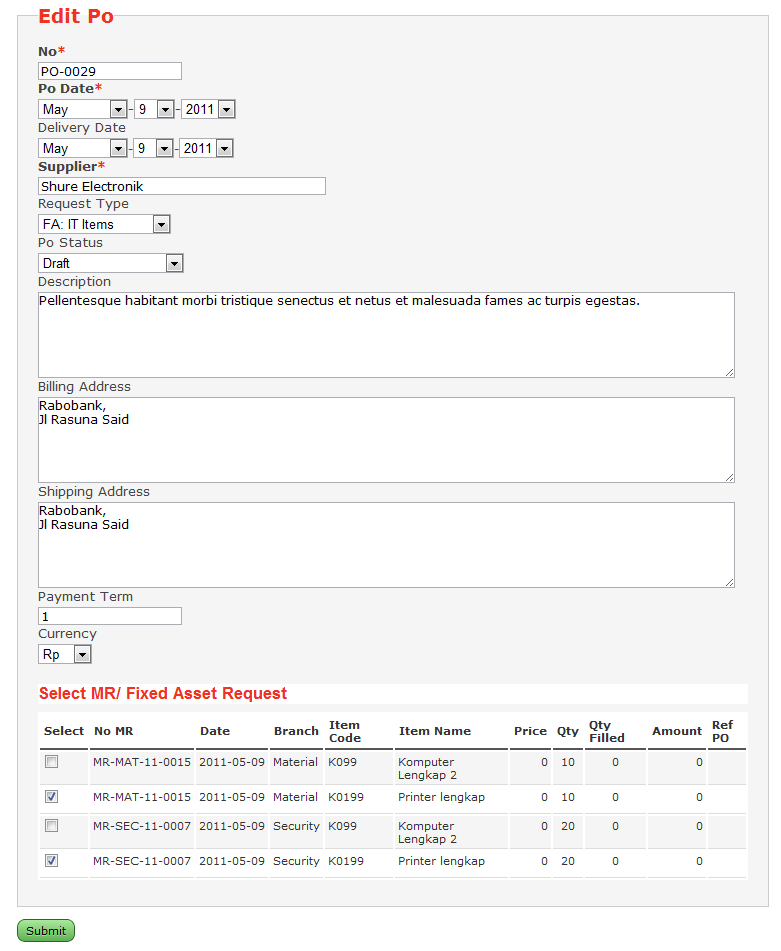 Edit Po
No*
PO-0029
Po Date*
May - 9 - 2011
Delivery Date
May - 9 - 2011
Supplier*
Shure Electronik
Request Type
FA: IT Items
Po Status
Draft
Description
Pellentesque habitant morbi tristique senectus et netus et malesuada fames ac turpis egestas.
Billing Address
Rabobank,
Jl Rasuna Said
Shipping Address
Rabobank,
Jl Rasuna Said
Payment Term
1
Currency
Rp
Select MR/ Fixed Asset Request
Select No MR Date Branch Item Code Item Name Price Qty Qty Filled Amount Ref PO
MR-MAT-11-0015 2011-05-09 Material K099 Komputer Lengkap 2 0 10 0 0
MR-MAT-11-0015 2011-05-09 Material K0199 Printer lengkap 0 10 0 0
MR-SEC-11-0007 2011-05-09 Security K099 Komputer Lengkap 2 0 20 0 0
MR-SEC-11-0007 2011-05-09 Security K0199 Printer lengkap 0 20 0 0
Submit